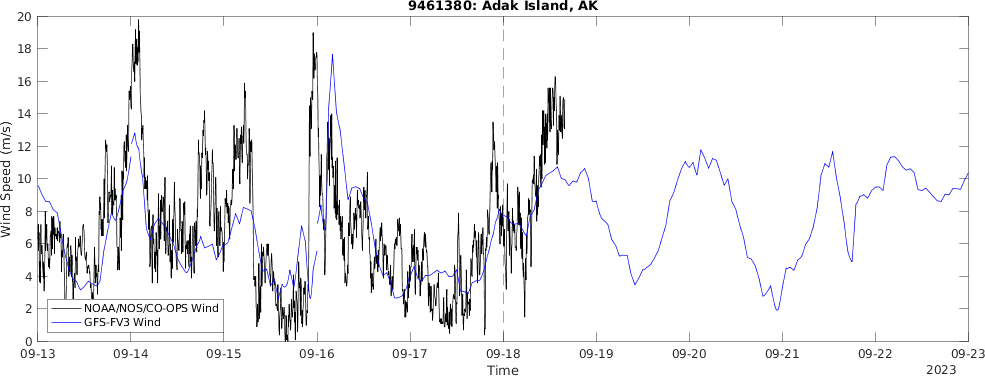 9461380: Adak Island, AK
Wind Speed (m/s)
20
18
16
14
12
10
8
6
4
2
0
NOAA/NOS/CO-OPS Wind
GFS-FV3 Wind
09-13 09-14 09-15 09-16 09-17 09-18 09-19 09-20 09-21 09-22 09-23
Time
2023